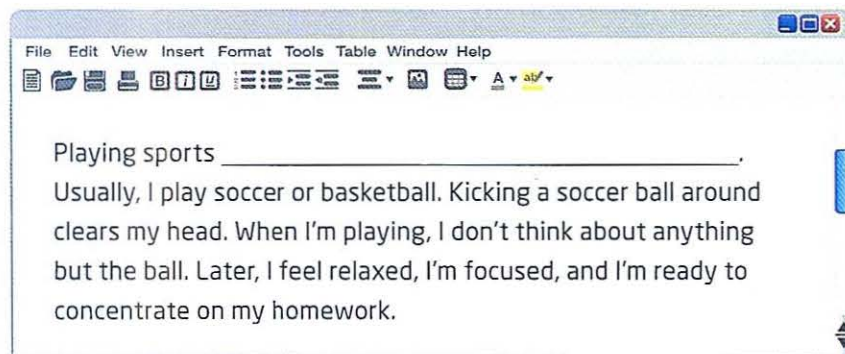 File Edit View Insert Format Tools Table Window Help
B I U A ab
Playing sports ____________________.
Usually, I play soccer or basketball. Kicking a soccer ball around
clears my head. When I'm playing, I don't think about anything
but the ball. Later, I feel relaxed, I'm focused, and I'm ready to
concentrate on my homework.